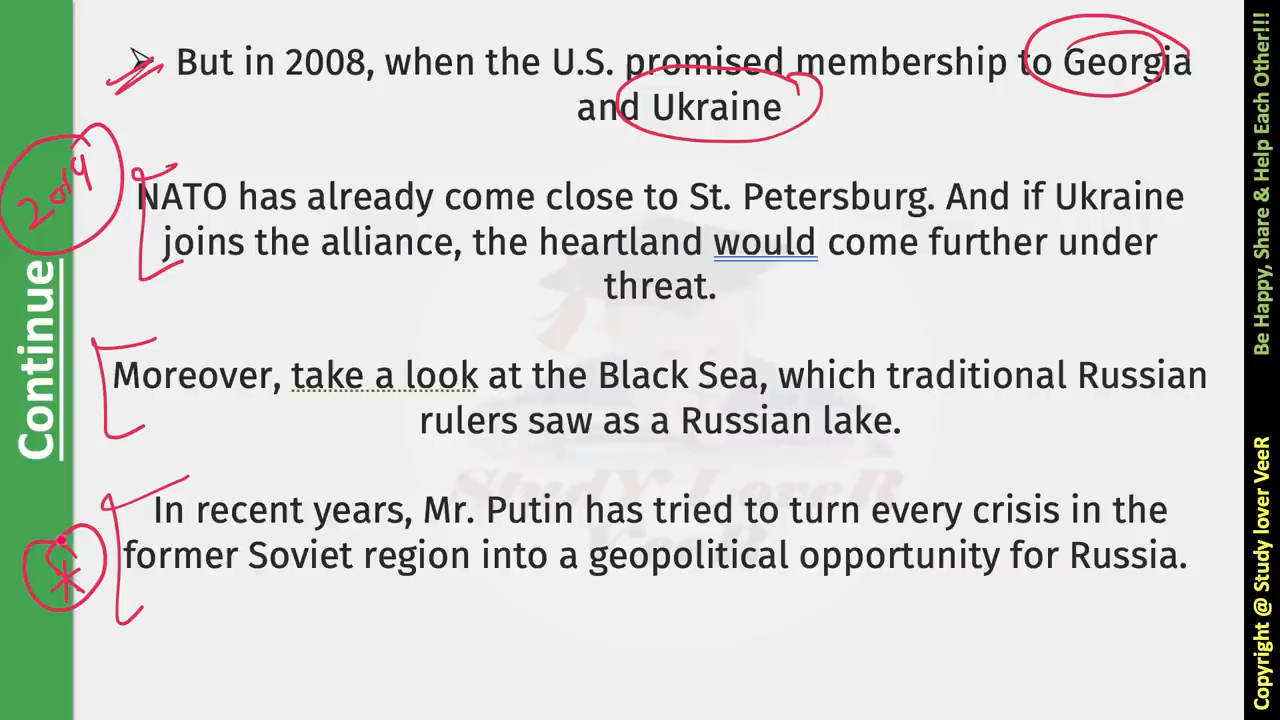 But in 2008, when the U.S. promised membership to Georgia
and Ukraine
2014
NATO has already come close to St. Petersburg. And if Ukraine
joins the alliance, the heartland would come further under
threat.
Continue
Moreover, take a look at the Black Sea, which traditional Russian
rulers saw as a Russian lake.
In recent years, Mr. Putin has tried to turn every crisis in the
former Soviet region into a geopolitical opportunity for Russia.
StudY LoveR
VeeR
Be Happy, Share & Help Each Other!!!
Copyright @ Study lover VeeR